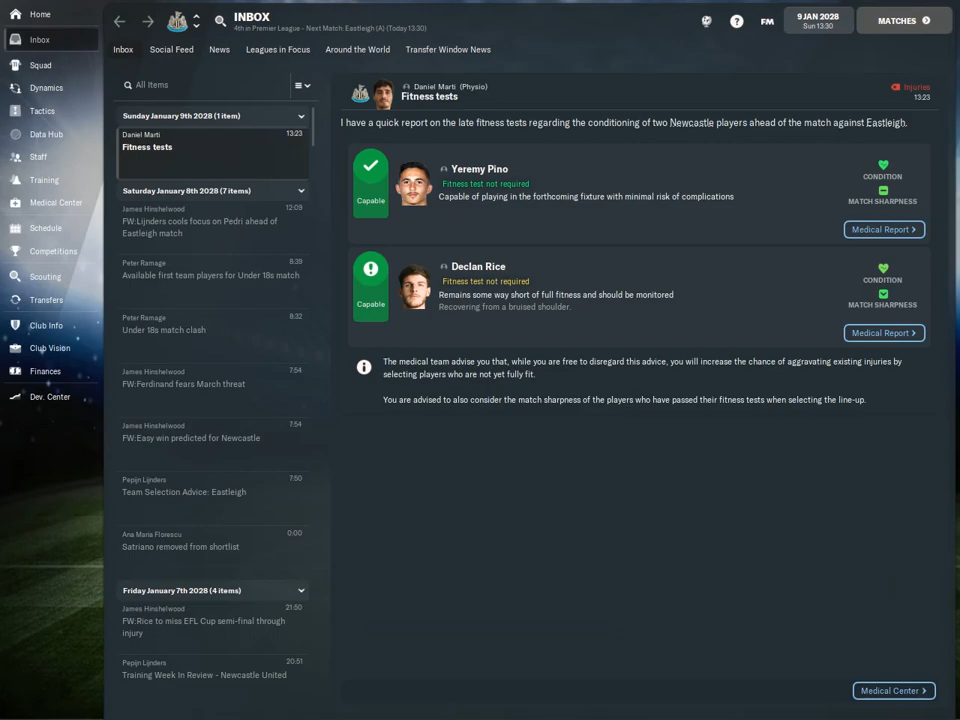 Home
Inbox
Squad
Dynamics
Tactics
Data Hub
Staff
Training
Medical Center
Schedule
Competitions
Scouting
Transfers
Club Info
Club Vision
Finances
Dev. Center
INBOX
4th in Premier League - Next Match: Eastleigh (A) (Today 13:30)
?
FM
9 JAN 2028
Sun 13:30
MATCHES
Inbox
Social Feed
News
Leagues in Focus
Around the World
Transfer Window News
All Items
Sunday January 9th 2028 (1 item)
Daniel Marti 13:23
Fitness tests
Saturday January 8th 2028 (7 items)
James Hinshelwood 12:09
FW:Lijnders cools focus on Pedri ahead of
Eastleigh match
Peter Ramage 8:39
Available first team players for Under 18s match
Peter Ramage 8:32
Under 18s match clash
James Hinshelwood 7:54
FW:Ferdinand fears March threat
James Hinshelwood 7:54
FW:Easy win predicted for Newcastle
Pepijn Lijnders 7:50
Team Selection Advice: Eastleigh
Ana Maria Florescu 0:00
Satriano removed from shortlist
Friday January 7th 2028 (4 items)
James Hinshelwood 21:50
FW:Rice to miss EFL Cup semi-final through
injury
Pepijn Lijnders 20:51
Training Week In Review - Newcastle United
Daniel Marti (Physio)
Fitness tests
Injuries
13:23
I have a quick report on the late fitness tests regarding the conditioning of two Newcastle players ahead of the match against Eastleigh.
Capable
Yeremy Pino
Fitness test not required
Capable of playing in the forthcoming fixture with minimal risk of complications
CONDITION
MATCH SHARPNESS
Medical Report
Capable
Declan Rice
Fitness test not required
Remains some way short of full fitness and should be monitored
Recovering from a bruised shoulder.
CONDITION
MATCH SHARPNESS
Medical Report
The medical team advise you that, while you are free to disregard this advice, you will increase the chance of aggravating existing injuries by
selecting players who are not yet fully fit.
You are advised to also consider the match sharpness of the players who have passed their fitness tests when selecting the line-up.
Medical Center